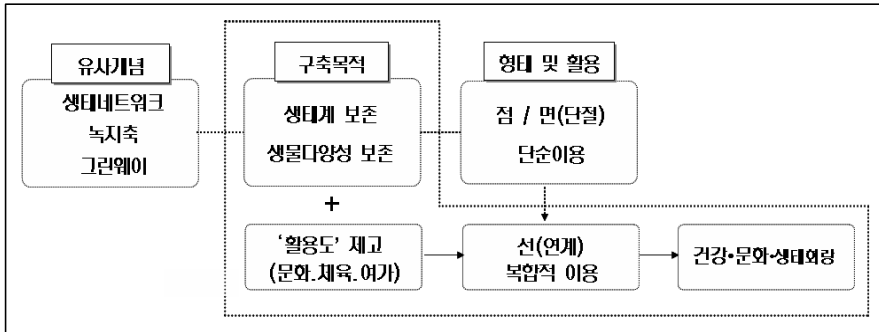 유사개념
생태네트워크
녹지축
그린웨이
구축목적
생태계 보존
생물다양성 보존
+
'활용도' 제고
(문화.체육.여가)
형태 및 활용
점 / 면(단절)
단순이용
선(연계)
복합적 이용
건강·문화·생태회랑